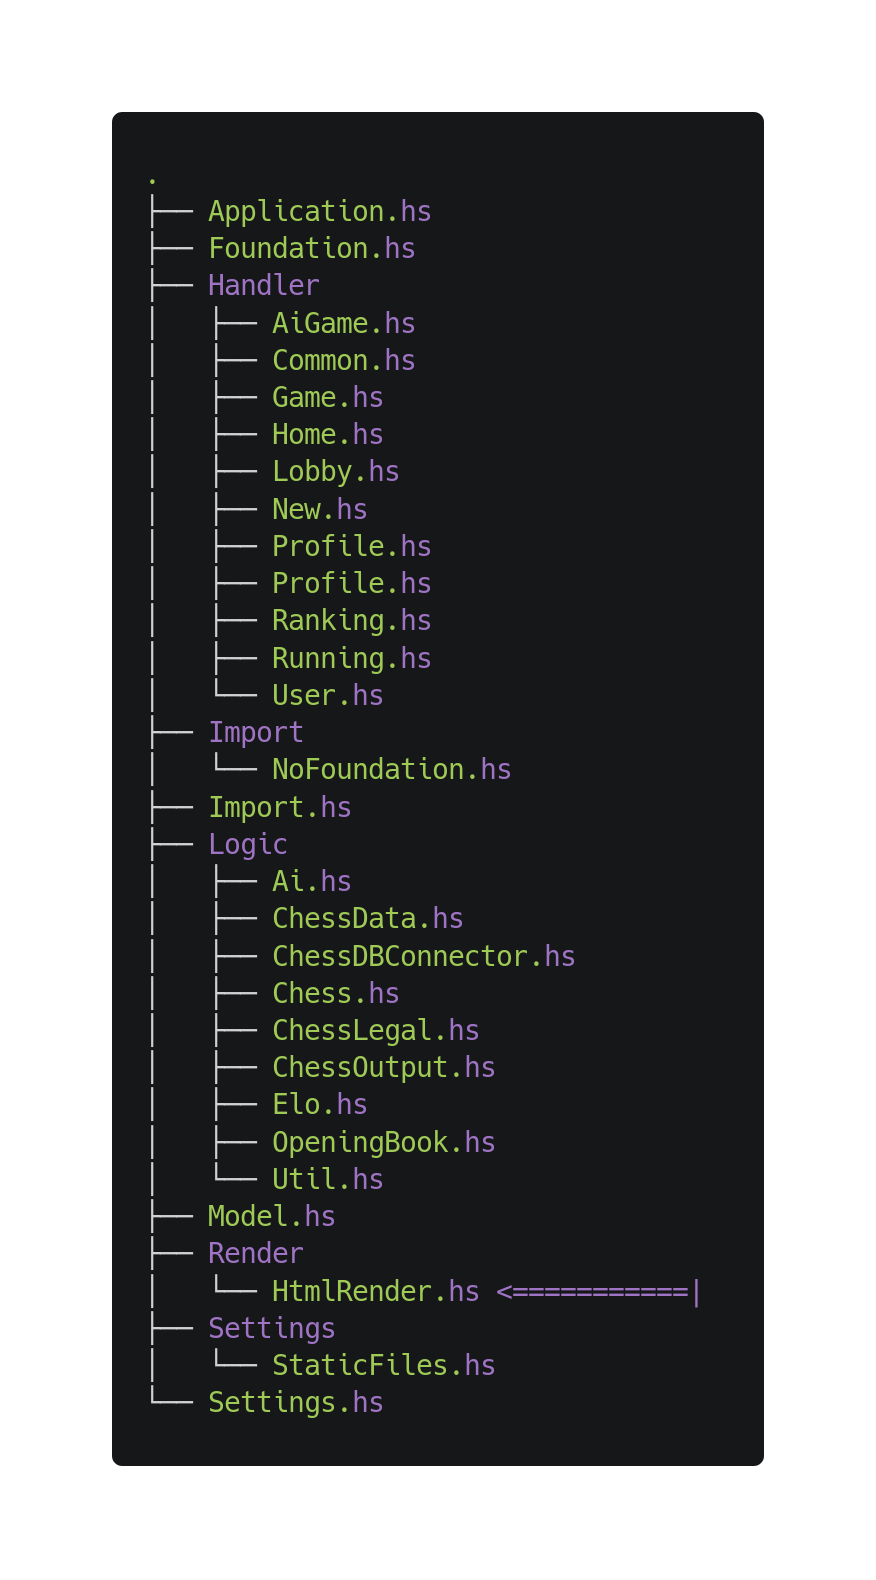 .
├── Application.hs
├── Foundation.hs
├── Handler
│   ├── AiGame.hs
│   ├── Common.hs
│   ├── Game.hs
│   ├── Home.hs
│   ├── Lobby.hs
│   ├── New.hs
│   ├── Profile.hs
│   ├── Profile.hs
│   ├── Ranking.hs
│   ├── Running.hs
│   └── User.hs
├── Import
│   └── NoFoundation.hs
├── Import.hs
├── Logic
│   ├── Ai.hs
│   ├── ChessData.hs
│   ├── ChessDBConnector.hs
│   ├── Chess.hs
│   ├── ChessLegal.hs
│   ├── ChessOutput.hs
│   ├── Elo.hs
│   ├── OpeningBook.hs
│   └── Util.hs
├── Model.hs
├── Render
│   └── HtmlRender.hs <===========|
├── Settings
│   └── StaticFiles.hs
└── Settings.hs